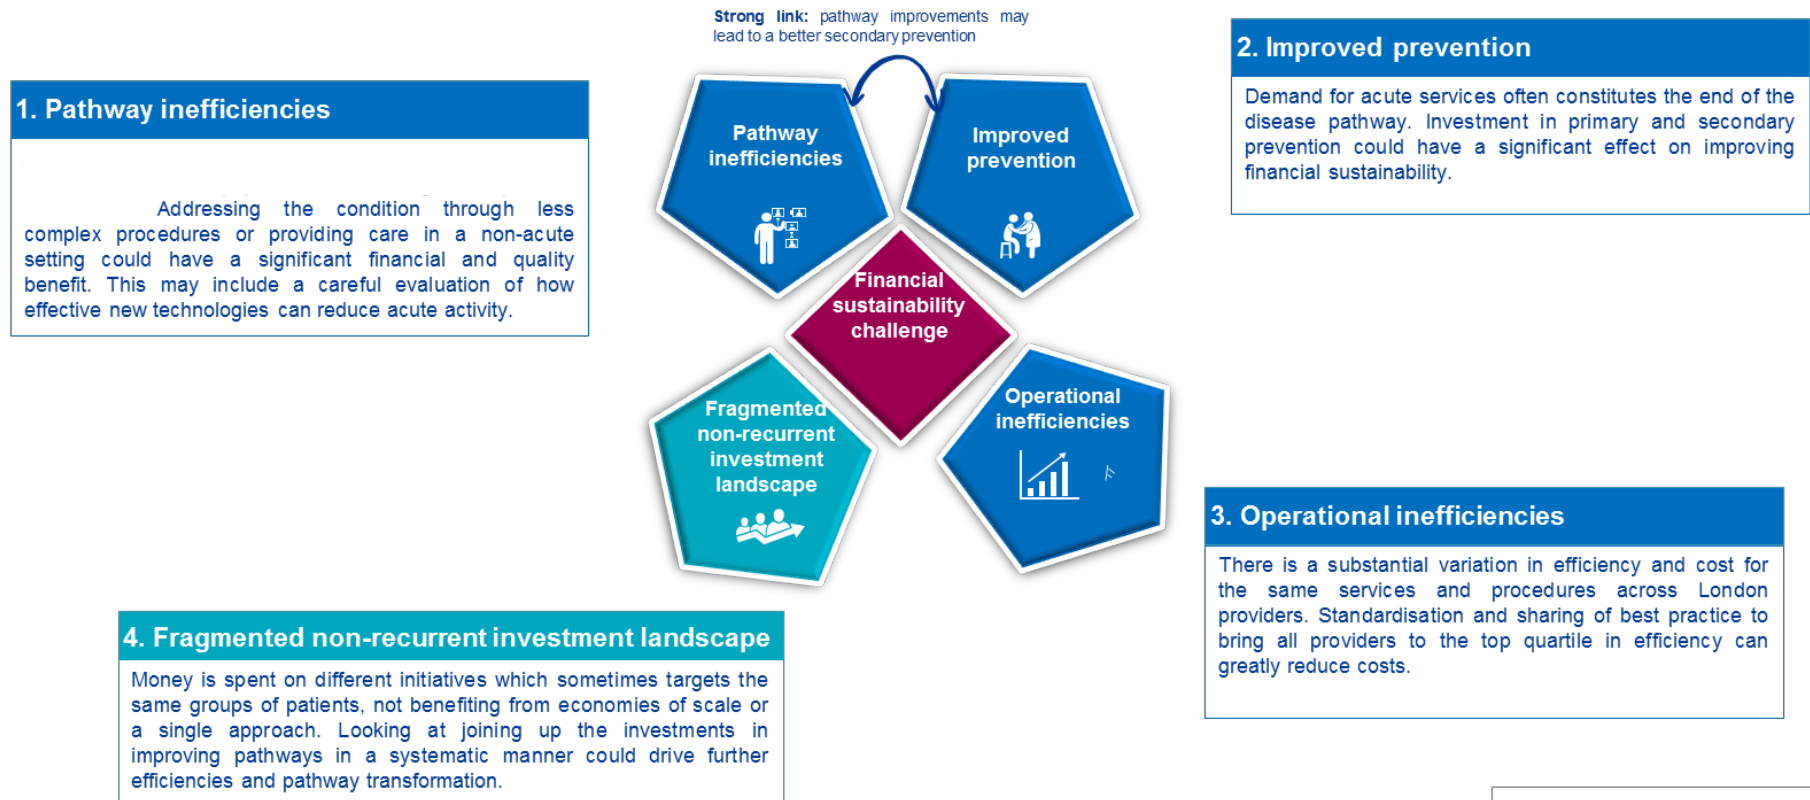 Strong link: pathway improvements may
lead to a better secondary prevention
1. Pathway inefficiencies
Addressing the condition through less
complex procedures or providing care in a non-acute
setting could have a significant financial and quality
benefit. This may include a careful evaluation of how
effective new technologies can reduce acute activity.
Pathway
inefficiencies
Improved
prevention
2. Improved prevention
Demand for acute services often constitutes the end of the
disease pathway. Investment in primary and secondary
prevention could have a significant effect on improving
financial sustainability.
Financial
sustainability
challenge
Fragmented
non-recurrent
investment
landscape
Operational
inefficiencies
3. Operational inefficiencies
There is a substantial variation in efficiency and cost for
the same services and procedures across London
providers. Standardisation and sharing of best practice to
bring all providers to the top quartile in efficiency can
greatly reduce costs.
4. Fragmented non-recurrent investment landscape
Money is spent on different initiatives which sometimes targets the
same groups of patients, not benefiting from economies of scale or
a single approach. Looking at joining up the investments in
improving pathways in a systematic manner could drive further
efficiencies and pathway transformation.